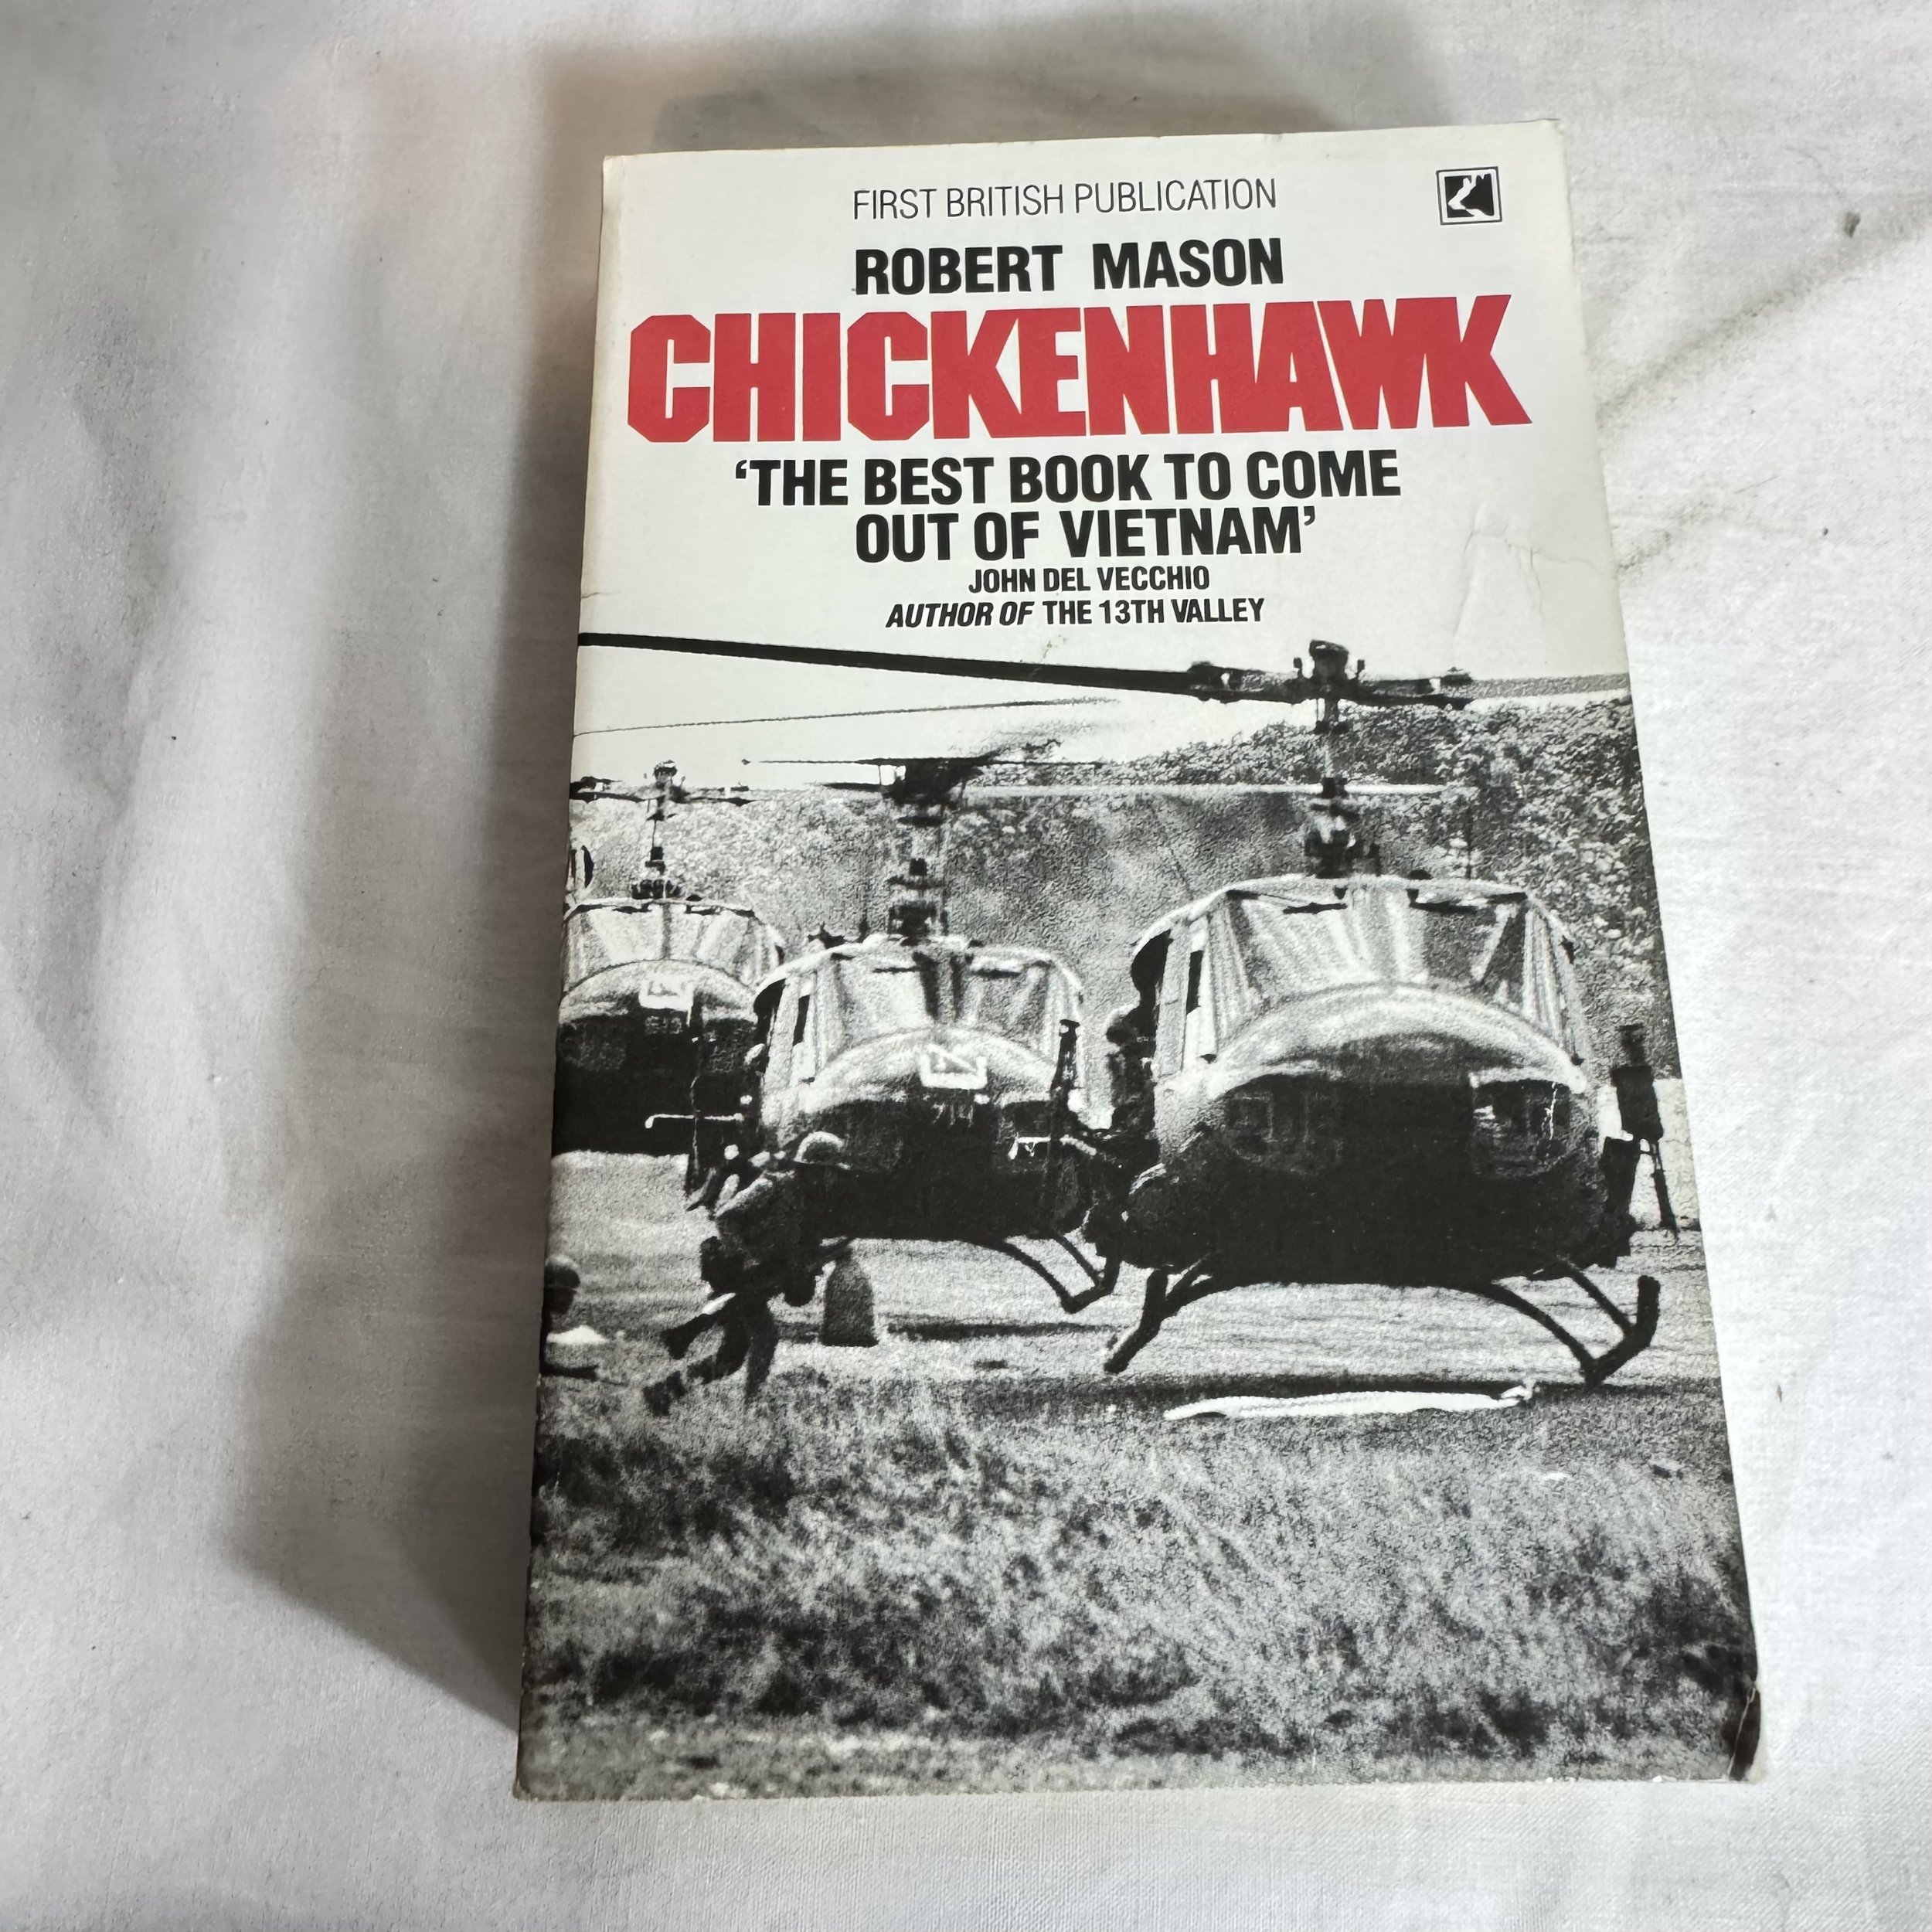 FIRST BRITISH PUBLICATION
ROBERT MASON
CHICKENHAWK
‘THE BEST BOOK TO COME
OUT OF VIETNAM’
JOHN DEL VECCHIO
AUTHOR OF THE 13TH VALLEY